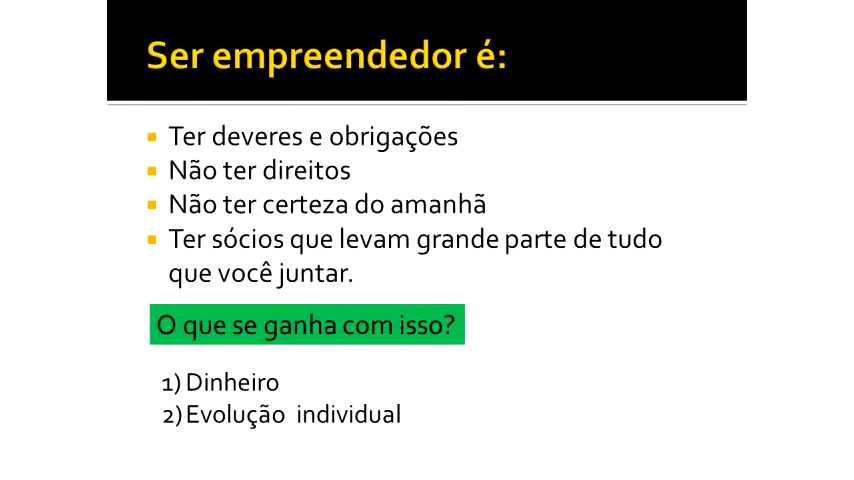 Ser empreendedor é:
Ter deveres e obrigações
Não ter direitos
Não ter certeza do amanhã
Ter sócios que levam grande parte de tudo
que você juntar.
O que se ganha com isso?
1) Dinheiro
2) Evolução individual